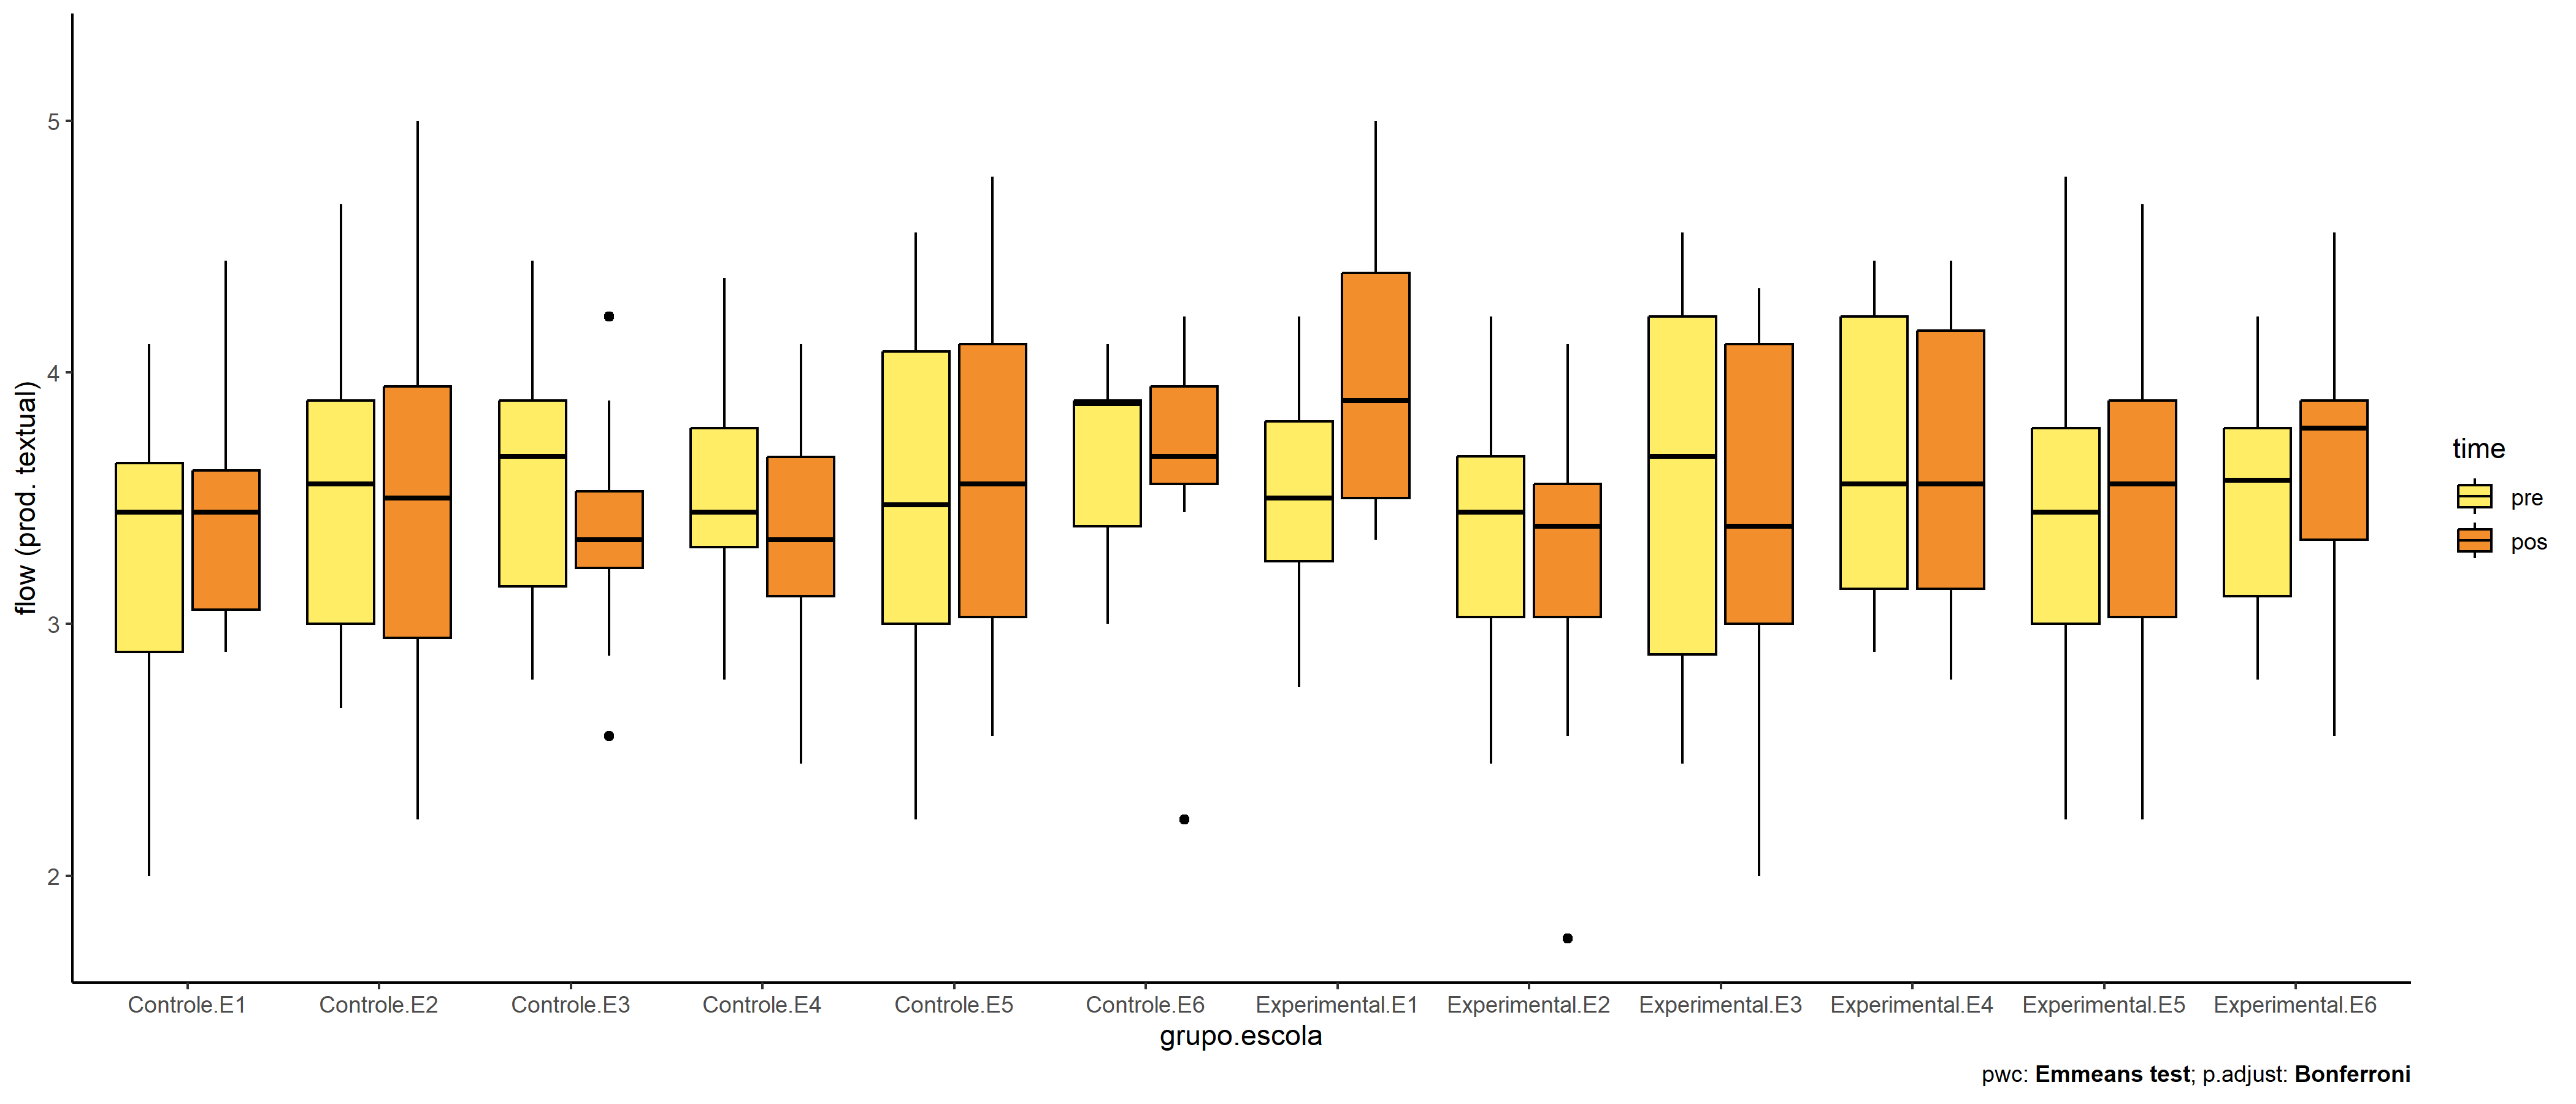 flow (prod. textual)
5
4
3
2
Controle.E1 Controle.E2 Controle.E3 Controle.E4 Controle.E5 Controle.E6 Experimental.E1 Experimental.E2 Experimental.E3 Experimental.E4 Experimental.E5 Experimental.E6
grupo.escola
time
pre
pos
pwc: Emmeans test; p.adjust: Bonferroni